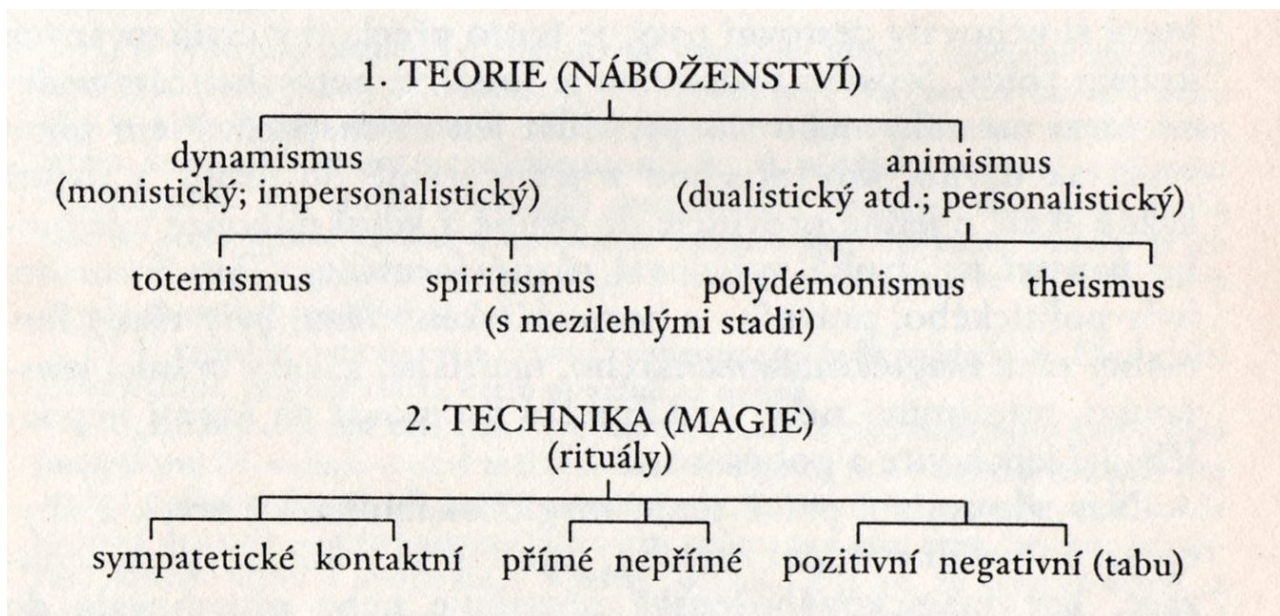 1. TEORIE (NÁBOŽENSTVÍ)
dynamismus animismus
(monistický; impersonalistický) (dualistický atd.; personalistický)
totemismus spiritismus polydémonismus theismus
(s mezilehlými stadii)
2. TECHNIKA (MAGIE)
(rituály)
sympatetické kontaktní přímé nepřímé pozitivní negativní (tabu)